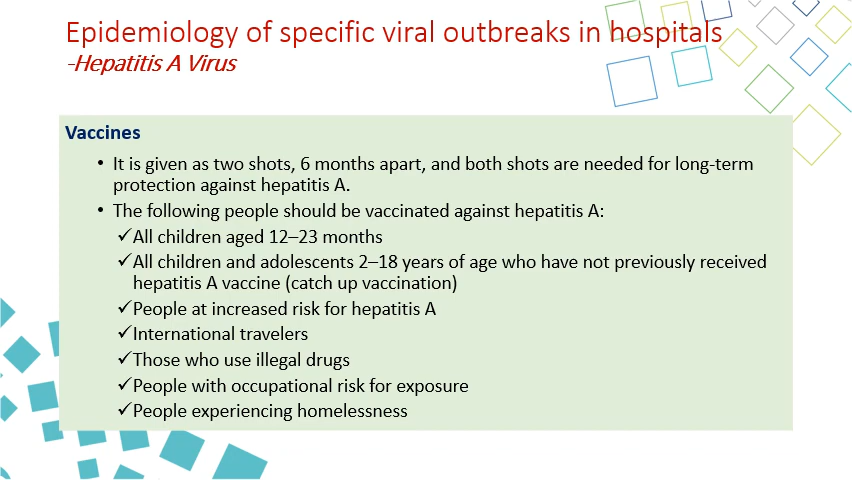 Epidemiology of specific viral outbreaks in hospitals
-Hepatitis A Virus
Vaccines
• It is given as two shots, 6 months apart, and both shots are needed for long-term
protection against hepatitis A.
• The following people should be vaccinated against hepatitis A:
✓All children aged 12–23 months
✓All children and adolescents 2–18 years of age who have not previously received
hepatitis A vaccine (catch up vaccination)
✓People at increased risk for hepatitis A
✓International travelers
✓Those who use illegal drugs
✓People with occupational risk for exposure
✓People experiencing homelessness